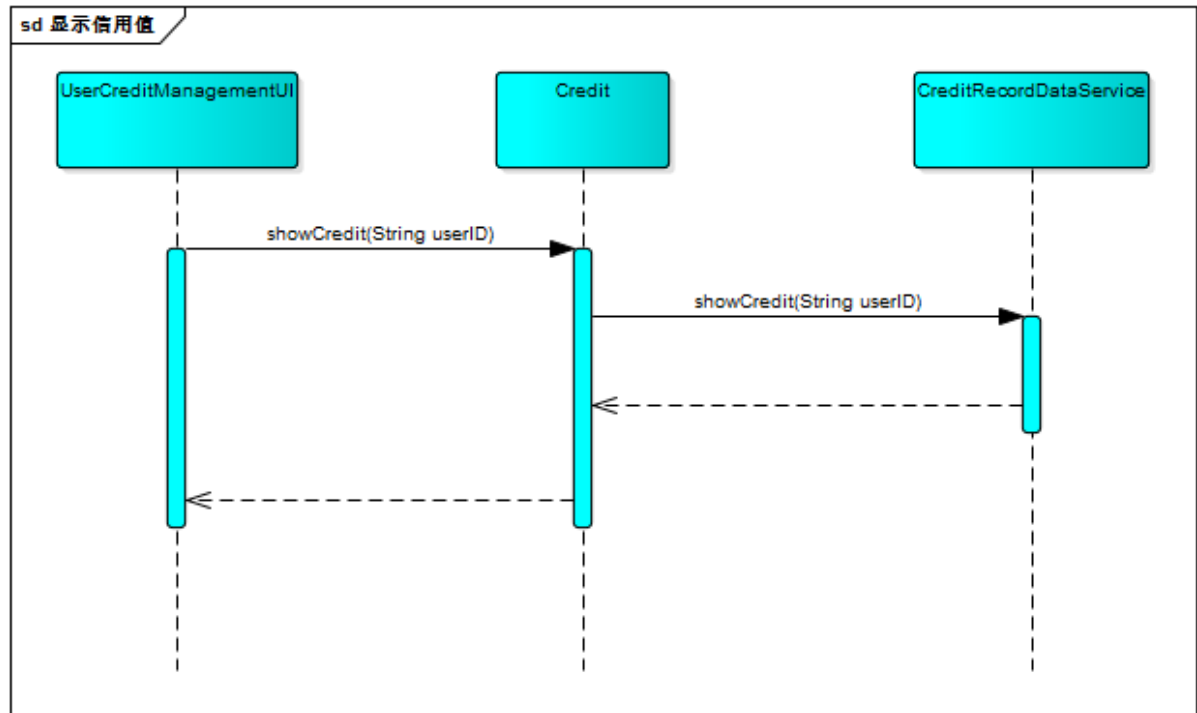 sd 显示信用值
UserCreditManagementUI
Credit
CreditRecordDataService
showCredit(String userID)
showCredit(String userID)